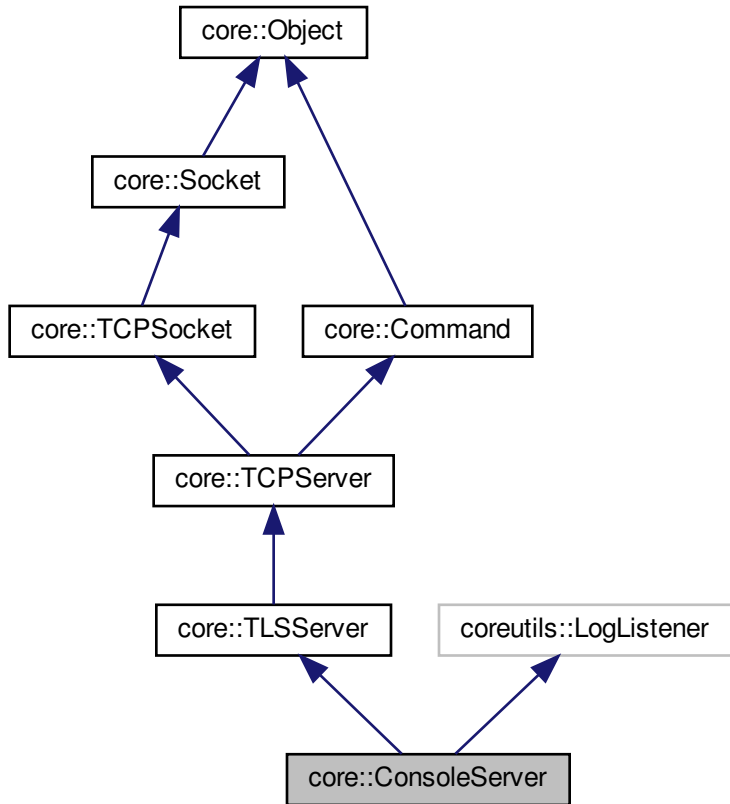 core::Object
core::Socket
core::TCPSocket
core::Command
core::TCPServer
core::TLSServer
coreutils::LogListener
core::ConsoleServer